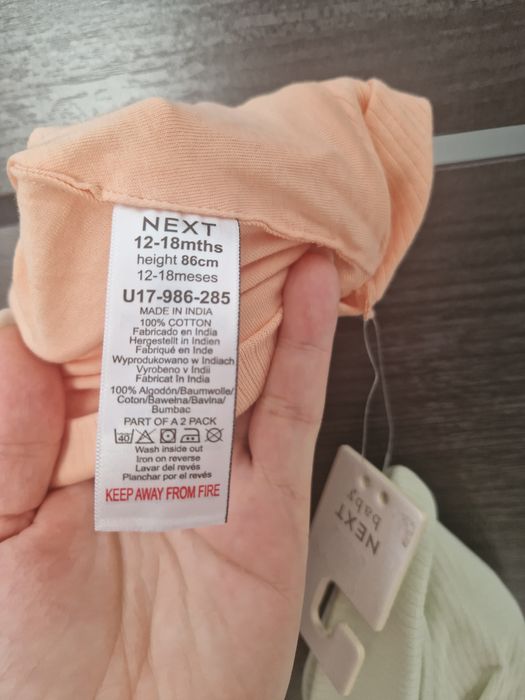 NEXT
12-18mths
height 86cm
12-18meses
U17-986-285
MADE IN INDIA
100% COTTON
Fabricado en India
Hergestellt in Indien
Fabriqué en Inde
Wyprodukowano w Indiach
Vyrobeno v Indii
Fabricat în India
100% Algodón/Baumwolle/
Coton/Bawełna/Bavlna/
Bumbac
PART OF A 2 PACK
40
Wash inside out
Iron on reverse
Lavar del revés
Planchar por el revés
KEEP AWAY FROM FIRE
NEXT
baby